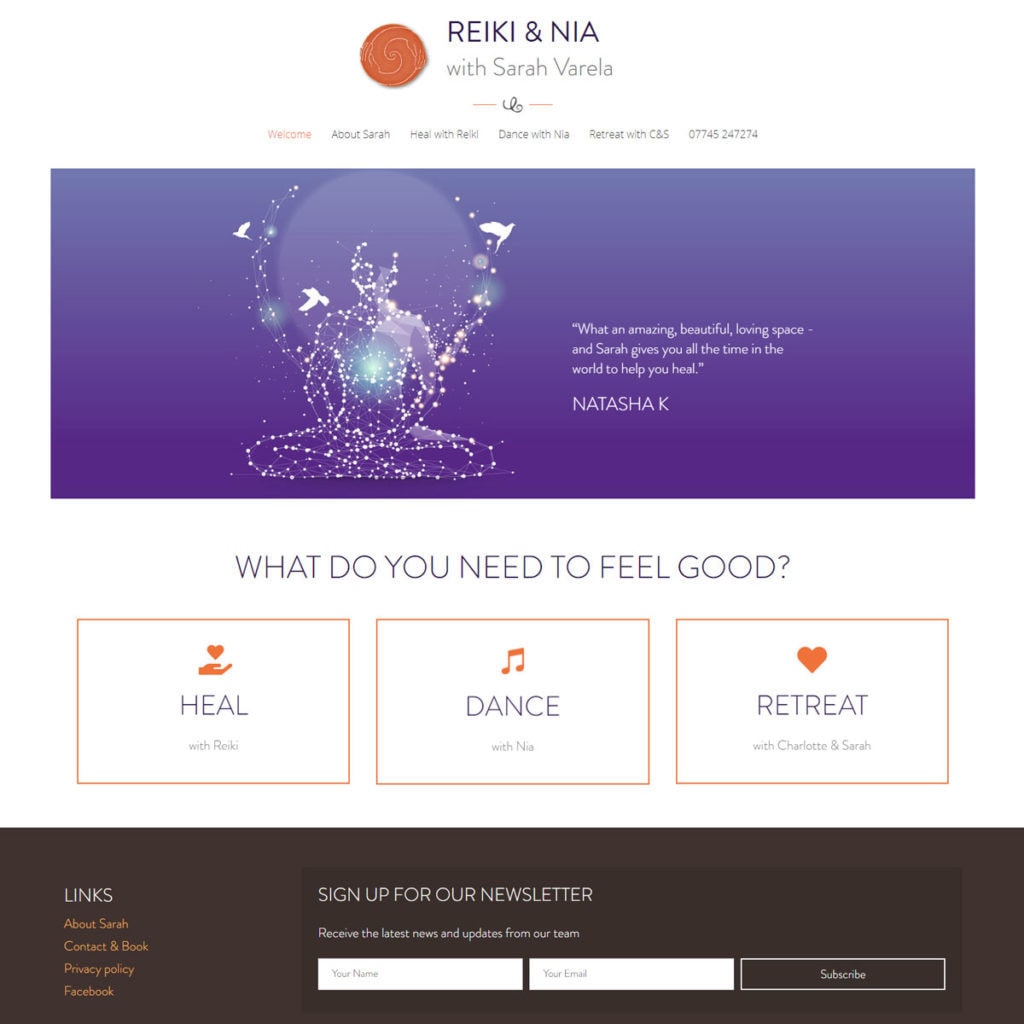 REIKI & NIA
with Sarah Varela
Welcome About Sarah Heal with Reiki Dance with Nia Retreat with C&S 07745 247274
“What an amazing, beautiful, loving space -
and Sarah gives you all the time in the
world to help you heal.”
NATASHA K
WHAT DO YOU NEED TO FEEL GOOD?
HEAL
with Reiki
DANCE
with Nia
RETREAT
with Charlotte & Sarah
LINKS
About Sarah
Contact & Book
Privacy policy
Facebook
SIGN UP FOR OUR NEWSLETTER
Receive the latest news and updates from our team
Your Name Your Email Subscribe